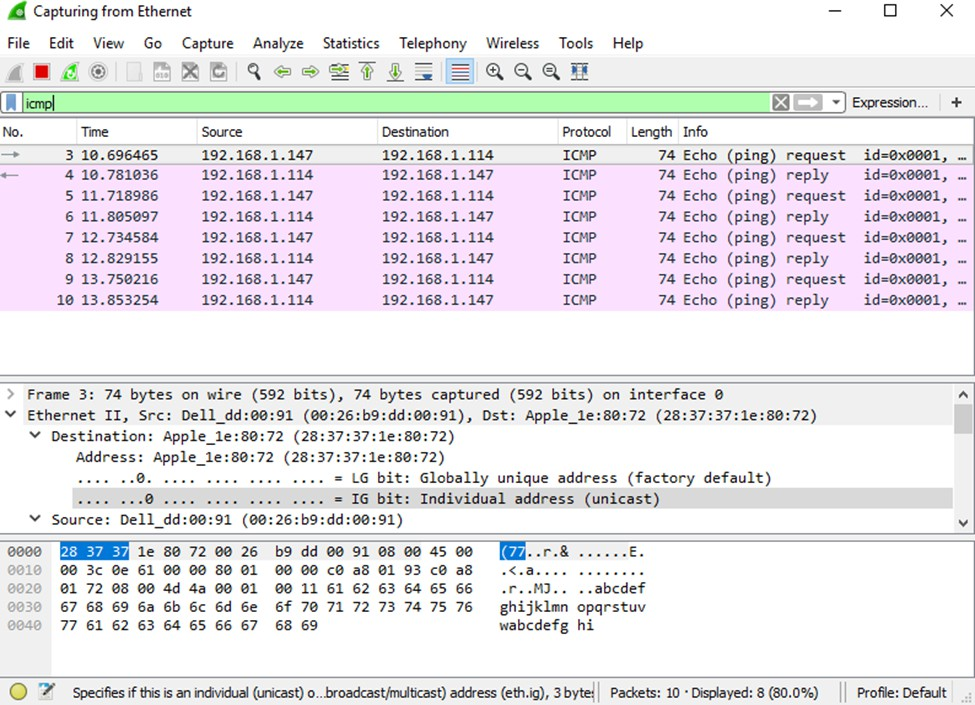 Capturing from Ethernet
File Edit View Go Capture Analyze Statistics Telephony Wireless Tools Help
icmp Expression... +
No. Time Source Destination Protocol Length Info
3 10.696465 192.168.1.147 192.168.1.114 ICMP 74 Echo (ping) request id=0x0001, …
4 10.781036 192.168.1.114 192.168.1.147 ICMP 74 Echo (ping) reply id=0x0001, …
5 11.718986 192.168.1.147 192.168.1.114 ICMP 74 Echo (ping) request id=0x0001, …
6 11.805097 192.168.1.114 192.168.1.147 ICMP 74 Echo (ping) reply id=0x0001, …
7 12.734584 192.168.1.147 192.168.1.114 ICMP 74 Echo (ping) request id=0x0001, …
8 12.829155 192.168.1.114 192.168.1.147 ICMP 74 Echo (ping) reply id=0x0001, …
9 13.750216 192.168.1.147 192.168.1.114 ICMP 74 Echo (ping) request id=0x0001, …
10 13.853254 192.168.1.114 192.168.1.147 ICMP 74 Echo (ping) reply id=0x0001, …
Frame 3: 74 bytes on wire (592 bits), 74 bytes captured (592 bits) on interface 0
Ethernet II, Src: Dell_dd:00:91 (00:26:b9:dd:00:91), Dst: Apple_1e:80:72 (28:37:37:1e:80:72)
Destination: Apple_1e:80:72 (28:37:37:1e:80:72)
Address: Apple_1e:80:72 (28:37:37:1e:80:72)
.... ..0. .... .... .... .... = LG bit: Globally unique address (factory default)
.... ...0 .... .... .... .... = IG bit: Individual address (unicast)
Source: Dell_dd:00:91 (00:26:b9:dd:00:91)
0000 28 37 37 1e 80 72 00 26 b9 dd 00 91 08 00 45 00 (77..r.& ......E.
0010 00 3c 0e 61 00 00 80 01 00 00 c0 a8 01 93 c0 a8 .<.a.... ........
0020 01 72 08 00 4d 4a 00 01 00 11 61 62 63 64 65 66 .r..MJ.. ..abcdef
0030 67 68 69 6a 6b 6c 6d 6e 6f 70 71 72 73 74 75 76 ghijklmn opqrstuv
0040 77 61 62 63 64 65 66 67 68 69 wabcdefg hi
Specifies if this is an individual (unicast) o…broadcast/multicast) address (eth.ig), 3 bytes Packets: 10 · Displayed: 8 (80.0%) Profile: Default